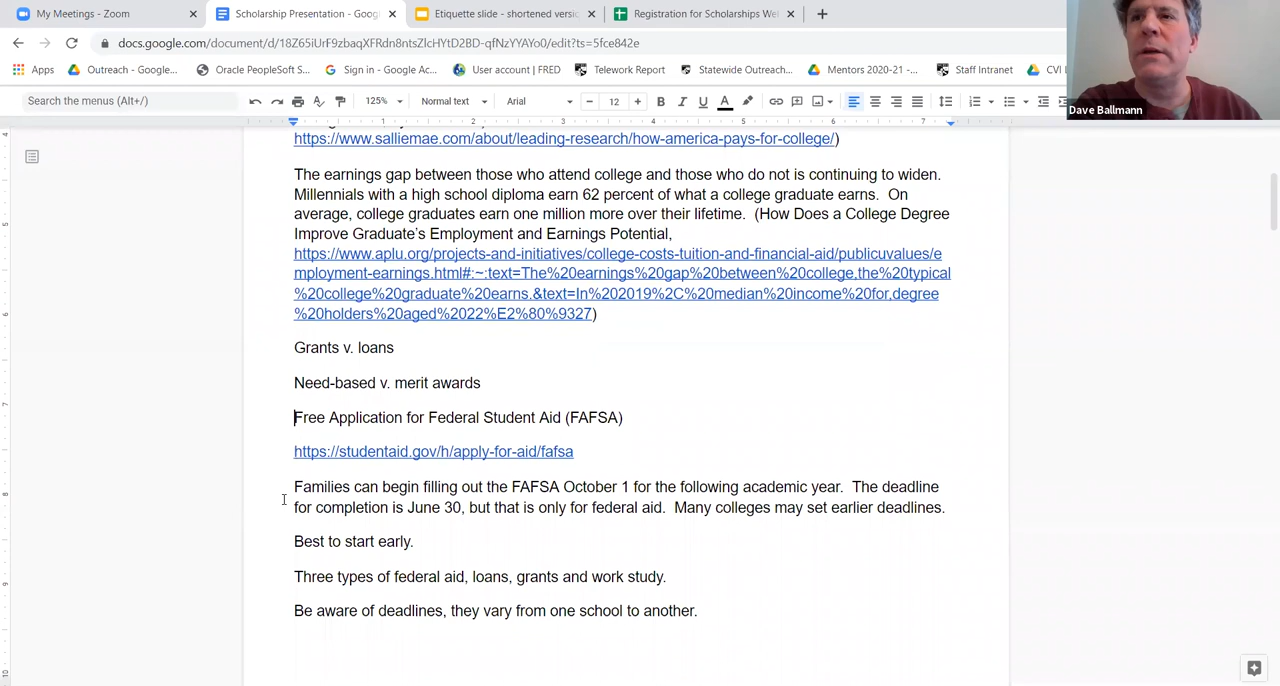 My Meetings - Zoom
Scholarship Presentation - Goog
Etiquette slide - shortened versio
Registration for Scholarships We
docs.google.com/document/d/18Z65iUrF9zbaqXFRdn8ntsZlcHYtD2BD-qfNzYYAYo0/edit?ts=5fce842e
Apps
Outreach - Google...
Oracle PeopleSoft S...
Sign in - Google Ac...
User account | FRED
Telework Report
Statewide Outreach...
Mentors 2020-21 -...
Staff Intranet
CVI L
Dave Ballmann
Search the menus (Alt+/)
125%
Normal text
Arial
12
B I U A
1 2 3 4 5 6 7
https://www.salliemae.com/about/leading-research/how-america-pays-for-college/)
The earnings gap between those who attend college and those who do not is continuing to widen.
Millennials with a high school diploma earn 62 percent of what a college graduate earns.  On
average, college graduates earn one million more over their lifetime.  (How Does a College Degree
Improve Graduate's Employment and Earnings Potential,
https://www.aplu.org/projects-and-initiatives/college-costs-tuition-and-financial-aid/publicuvalues/e
mployment-earnings.html#:~:text=The%20earnings%20gap%20between%20college,the%20typical
%20college%20graduate%20earns.&text=In%202019%2C%20median%20income%20for,degree
%20holders%20aged%2022%E2%80%9327)
Grants v. loans
Need-based v. merit awards
Free Application for Federal Student Aid (FAFSA)
https://studentaid.gov/h/apply-for-aid/fafsa
Families can begin filling out the FAFSA October 1 for the following academic year.  The deadline
for completion is June 30, but that is only for federal aid.  Many colleges may set earlier deadlines.
Best to start early.
Three types of federal aid, loans, grants and work study.
Be aware of deadlines, they vary from one school to another.